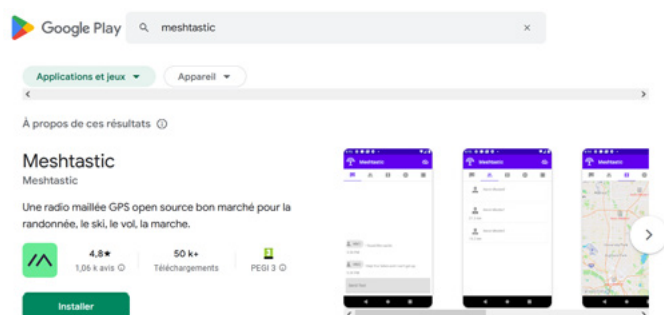 Google Play
meshtastic
Applications et jeux
Appareil
À propos de ces résultats
Meshtastic
Meshtastic
Une radio maillée GPS open source bon marché pour la
randonnée, le ski, le vol, la marche.
4,8★
1,06 k avis
50 k+
Téléchargements
PEGI 3
Installer
Meshtastic
Meshtastic
Meshtastic